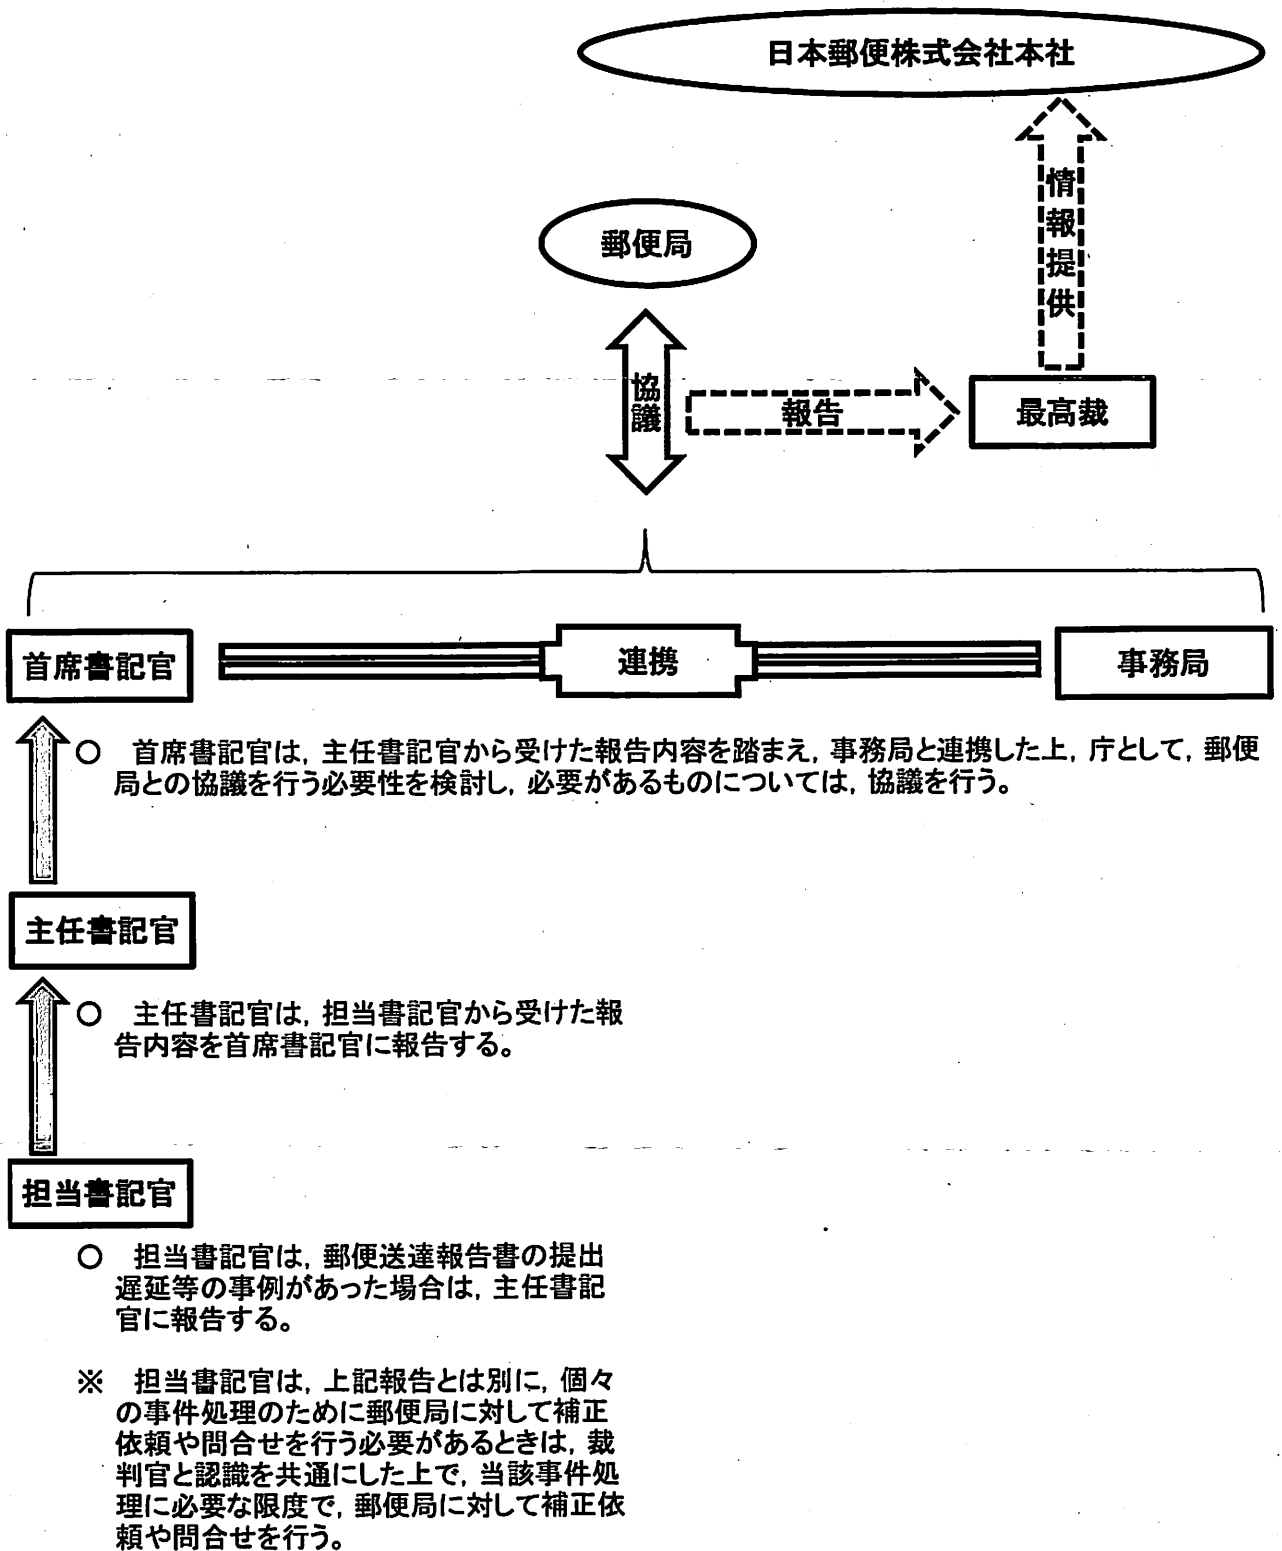 日本郵便株式会社本社
情報提供
郵便局
協議
報告
最高裁
首席書記官
連携
事務局
○　首席書記官は，主任書記官から受けた報告内容を踏まえ，事務局と連携した上，庁として，郵便
局との協議を行う必要性を検討し，必要があるものについては，協議を行う。
主任書記官
○　主任書記官は，担当書記官から受けた報
告内容を首席書記官に報告する。
担当書記官
○　担当書記官は，郵便送達報告書の提出
遅延等の事例があった場合は，主任書記
官に報告する。
※　担当書記官は，上記報告とは別に，個々
の事件処理のために郵便局に対して補正
依頼や問合せを行う必要があるときは，裁
判官と認識を共通にした上で，当該事件処
理に必要な限度で，郵便局に対して補正依
頼や問合せを行う。